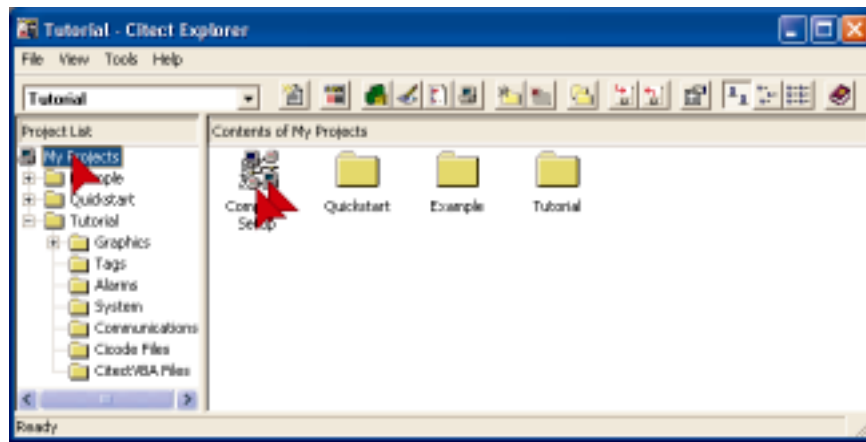 Tutorial - Citect Explorer
File View Tools Help
Tutorial
Project List
Contents of My Projects
My Projects
Quickstart
Tutorial
Graphics
Tags
Alarms
System
Communications
Cicode Files
CitectVBA Files
Quickstart
Example
Tutorial
Ready